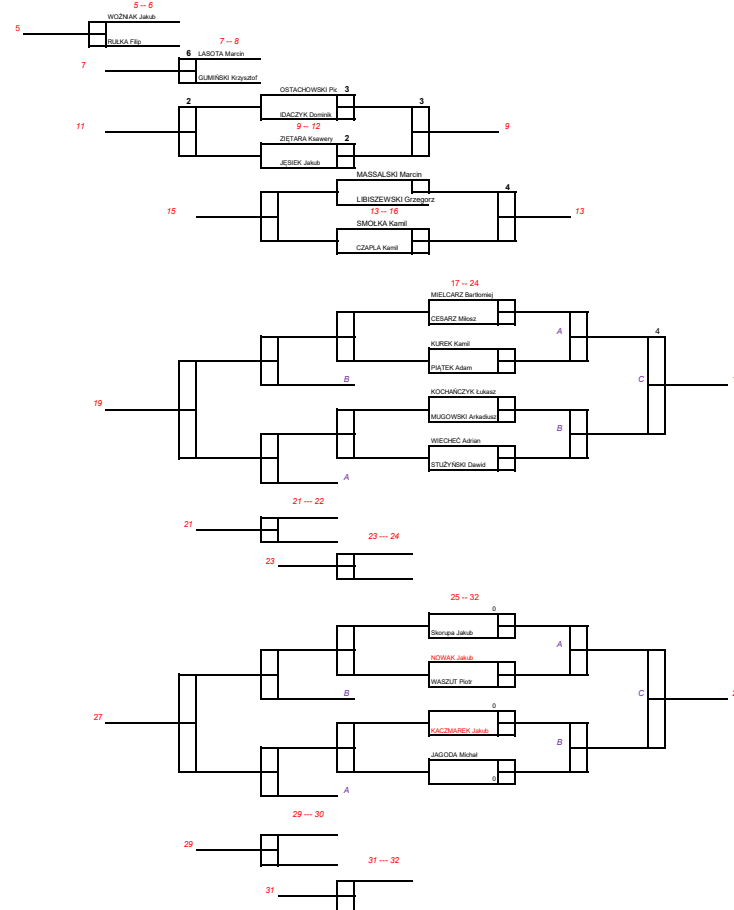 5 -- 6
WOŹNIAK Jakub
5
RUŁKA Filip
7 -- 8
6 LASOTA Marcin
7
GUMIŃSKI Krzysztof
OSTACHOWSKI Pio 3
2 3
IDACZYK Dominik
11 9 -- 12 9
ZIĘTARA Ksawery 2
JĘSIEK Jakub
MASSALSKI Marcin
4
LIBISZEWSKI Grzegorz
15 13 -- 16 13
SMOŁKA Kamil
CZAPLA Kamil
17 -- 24
MIELCARZ Bartłomiej
CESARZ Miłosz
A 4
KUREK Kamil
PIĄTEK Adam
B C
KOCHAŃCZYK Łukasz
19
MUGOWSKI Arkadiusz
B
WIECHEĆ Adrian
STUŻYŃSKI Dawid
A
21 --- 22
21
23 --- 24
23
25 -- 32
0
Skorupa Jakub
A
NOWAK Jakub
WASZUT Piotr
B C
0
27
KACZMAREK Jakub
B
JAGODA Michał
0
A
29 --- 30
29
31 --- 32
31